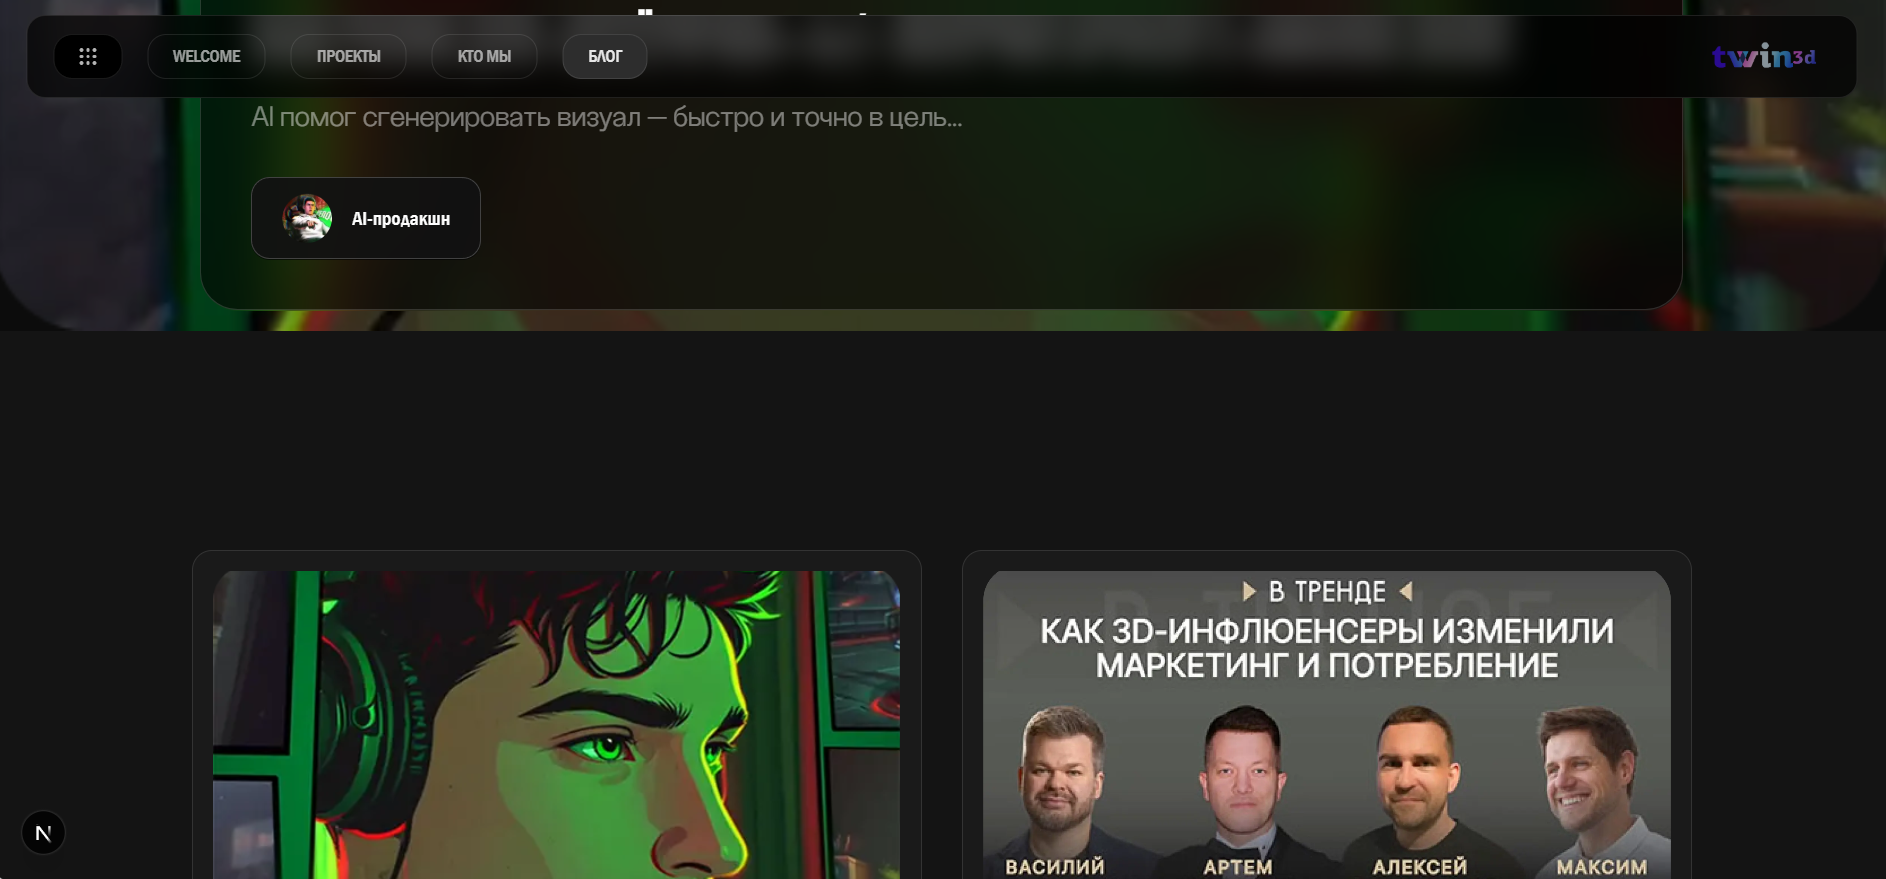 WELCOME
ПРОЕКТЫ
КТО МЫ
БЛОГ
twin3d
AI помог сгенерировать визуал — быстро и точно в цель...
AI-продакшн
В ТРЕНДЕ
КАК 3D-ИНФЛЮЕНСЕРЫ ИЗМЕНИЛИ
МАРКЕТИНГ И ПОТРЕБЛЕНИЕ
ВАСИЛИЙ
АРТЕМ
АЛЕКСЕЙ
МАКСИМ
N